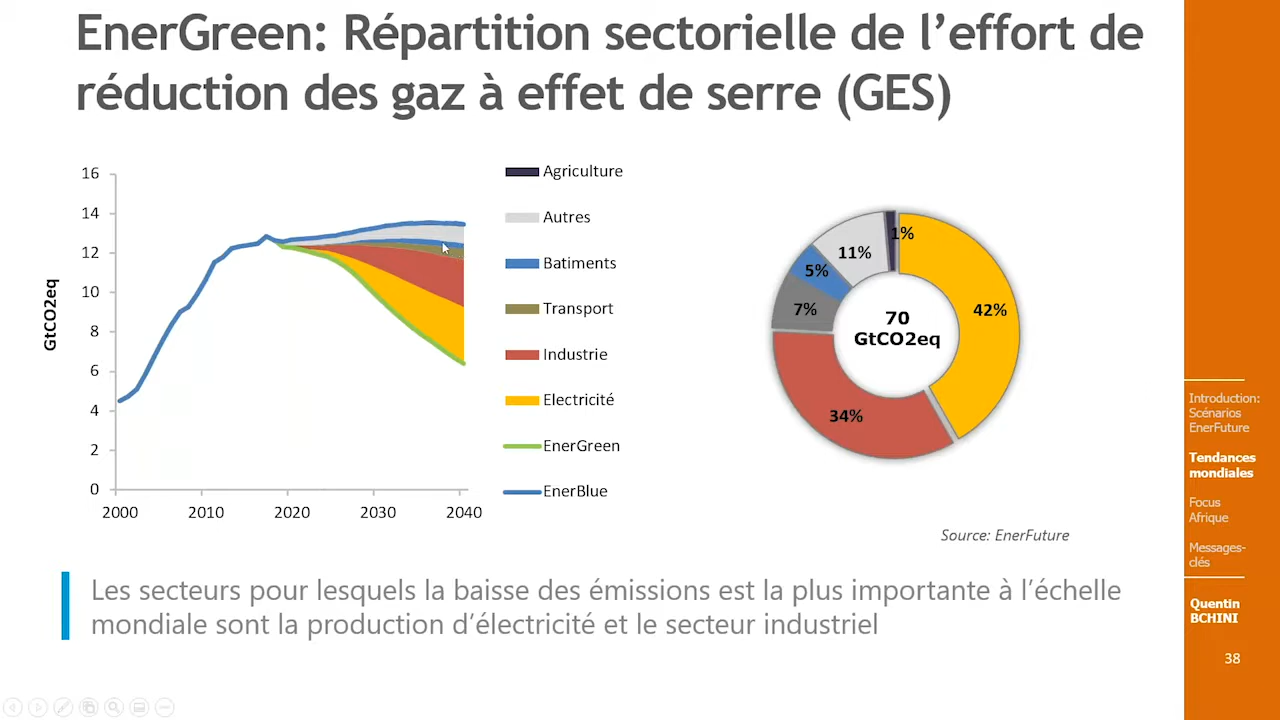 EnerGreen: Répartition sectorielle de l’effort de
réduction des gaz à effet de serre (GES)
16
14
12
10
8
6
4
2
0
GtCO2eq
2000
2010
2020
2030
2040
Agriculture
Autres
Batiments
Transport
Industrie
Electricité
EnerGreen
EnerBlue
1%
11%
5%
7%
34%
42%
70
GtCO2eq
Source: EnerFuture
Les secteurs pour lesquels la baisse des émissions est la plus importante à l’échelle
mondiale sont la production d’électricité et le secteur industriel
Introduction:
Scénarios
EnerFuture
Tendances
mondiales
Focus
Afrique
Messages-
clés
Quentin
BCHINI
38